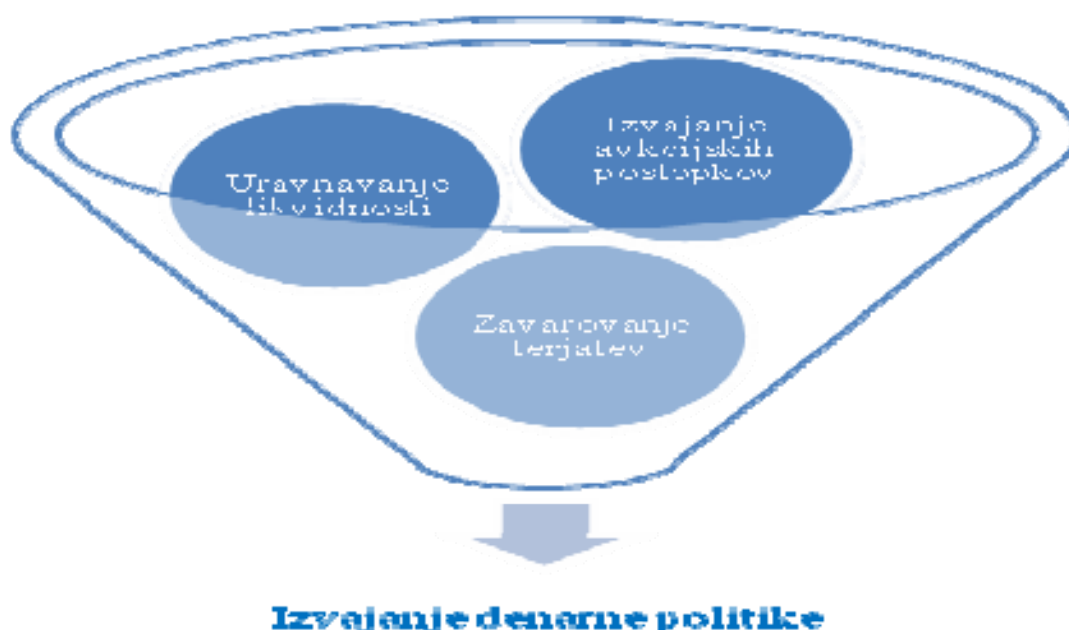 Uravnavanje
likvidnosti
Izvajanje
avkcijskih
postopkov
Zavarovanje
terjatev
Izvajanje denarne politike